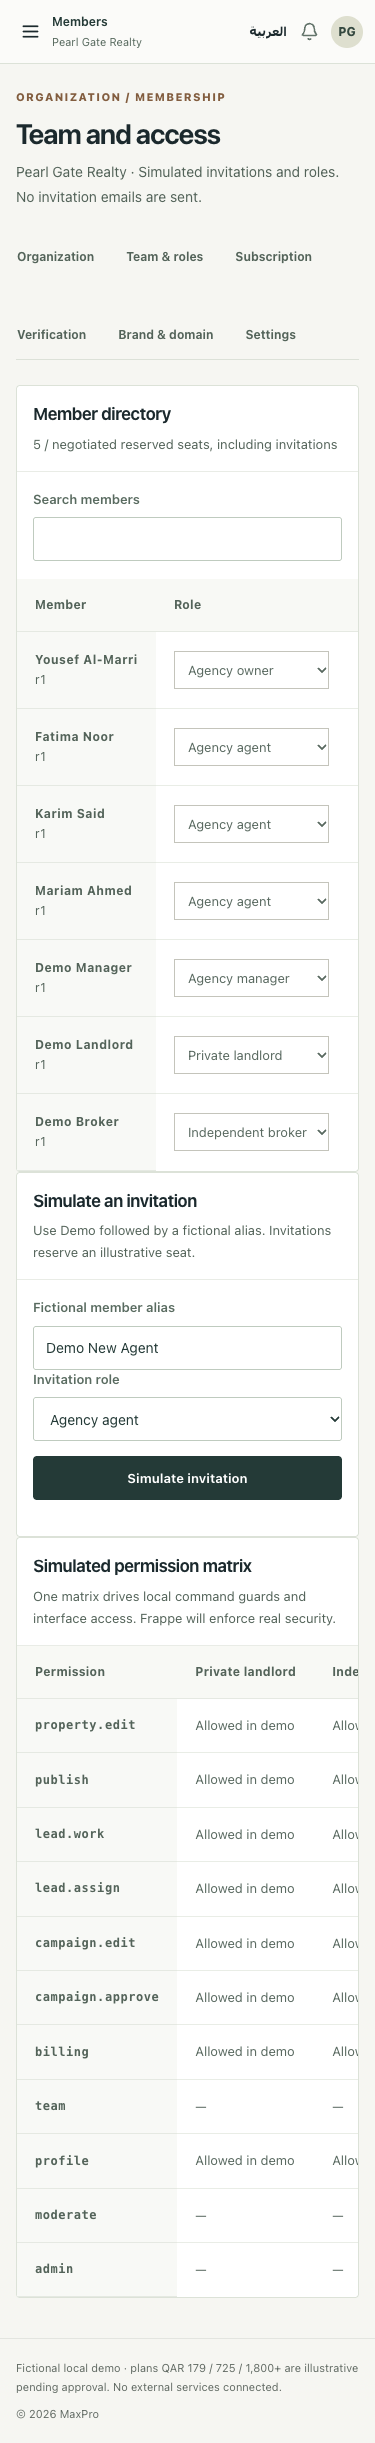 Members
Pearl Gate Realty
العربية
PG
ORGANIZATION / MEMBERSHIP
Team and access
Pearl Gate Realty · Simulated invitations and roles.
No invitation emails are sent.
Organization Team & roles Subscription
Verification Brand & domain Settings
Member directory
5 / negotiated reserved seats, including invitations
Search members
Member Role
Yousef Al-Marri
r1
Agency owner
Fatima Noor
r1
Agency agent
Karim Said
r1
Agency agent
Mariam Ahmed
r1
Agency agent
Demo Manager
r1
Agency manager
Demo Landlord
r1
Private landlord
Demo Broker
r1
Independent broker
Simulate an invitation
Use Demo followed by a fictional alias. Invitations
reserve an illustrative seat.
Fictional member alias
Demo New Agent
Invitation role
Agency agent
Simulate invitation
Simulated permission matrix
One matrix drives local command guards and
interface access. Frappe will enforce real security.
Permission Private landlord Inde
property.edit Allowed in demo Allow
publish Allowed in demo Allow
lead.work Allowed in demo Allow
lead.assign Allowed in demo Allow
campaign.edit Allowed in demo Allow
campaign.approve Allowed in demo Allow
billing Allowed in demo Allow
team — —
profile Allowed in demo Allow
moderate — —
admin — —
Fictional local demo · plans QAR 179 / 725 / 1,800+ are illustrative
pending approval. No external services connected.
© 2026 MaxPro